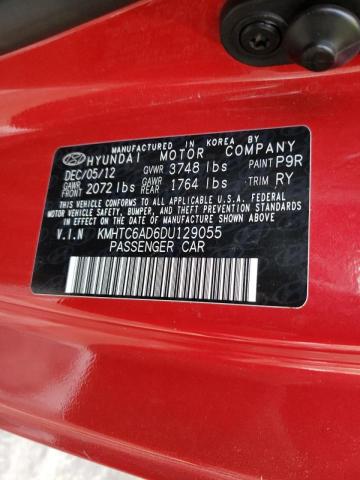 MANUFACTURED IN KOREA BY
HYUNDAI MOTOR COMPANY
DEC/05/12 GVWR 3748 lbs PAINT P9R
GAWR FRONT 2072 lbs GAWR REAR 1764 lbs TRIM RY
THIS VEHICLE CONFORMS TO ALL APPLICABLE U.S. FEDERAL
MOTOR VEHICLE SAFETY, BUMPER, AND THEFT PREVENTION STANDARDS
IN EFFECT ON THE DATE OF MANUFACTURE SHOWN ABOVE.
V.I.N KMHTC6AD6DU129055
PASSENGER CAR